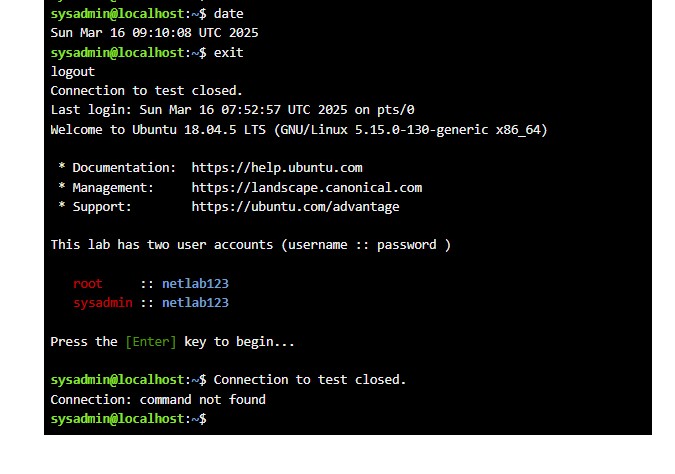 sysadmin@localhost:~$ date
Sun Mar 16 09:10:08 UTC 2025
sysadmin@localhost:~$ exit
logout
Connection to test closed.
Last login: Sun Mar 16 07:52:57 UTC 2025 on pts/0
Welcome to Ubuntu 18.04.5 LTS (GNU/Linux 5.15.0-130-generic x86_64)

 * Documentation:  https://help.ubuntu.com
 * Management:     https://landscape.canonical.com
 * Support:        https://ubuntu.com/advantage

This lab has two user accounts (username :: password )

   root     :: netlab123
   sysadmin :: netlab123

Press the [Enter] key to begin...

sysadmin@localhost:~$ Connection to test closed.
Connection: command not found
sysadmin@localhost:~$